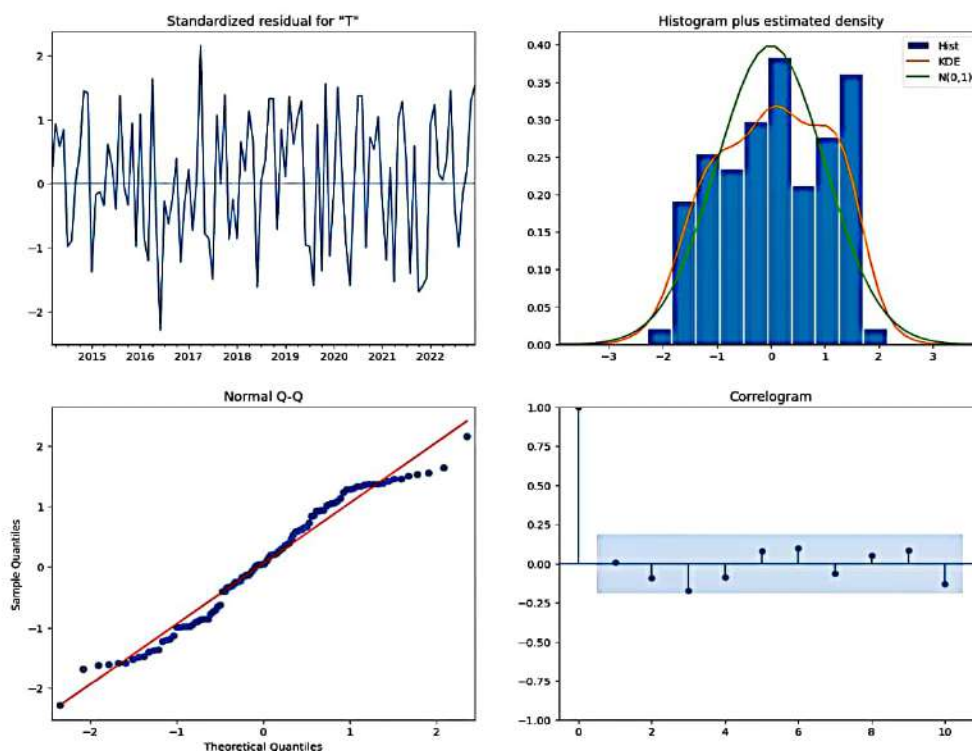 Standardized residual for "T"
2
1
0
−1
−2
2015 2016 2017 2018 2019 2020 2021 2022
Histogram plus estimated density
Hist
KDE
N(0,1)
0.40
0.35
0.30
0.25
0.20
0.15
0.10
0.05
0.00
−3 −2 −1 0 1 2 3
Normal Q-Q
Sample Quantiles
2
1
0
−1
−2
−2 −1 0 1 2
Theoretical Quantiles
Correlogram
1.00
0.75
0.50
0.25
0.00
−0.25
−0.50
−0.75
−1.00
0 2 4 6 8 10